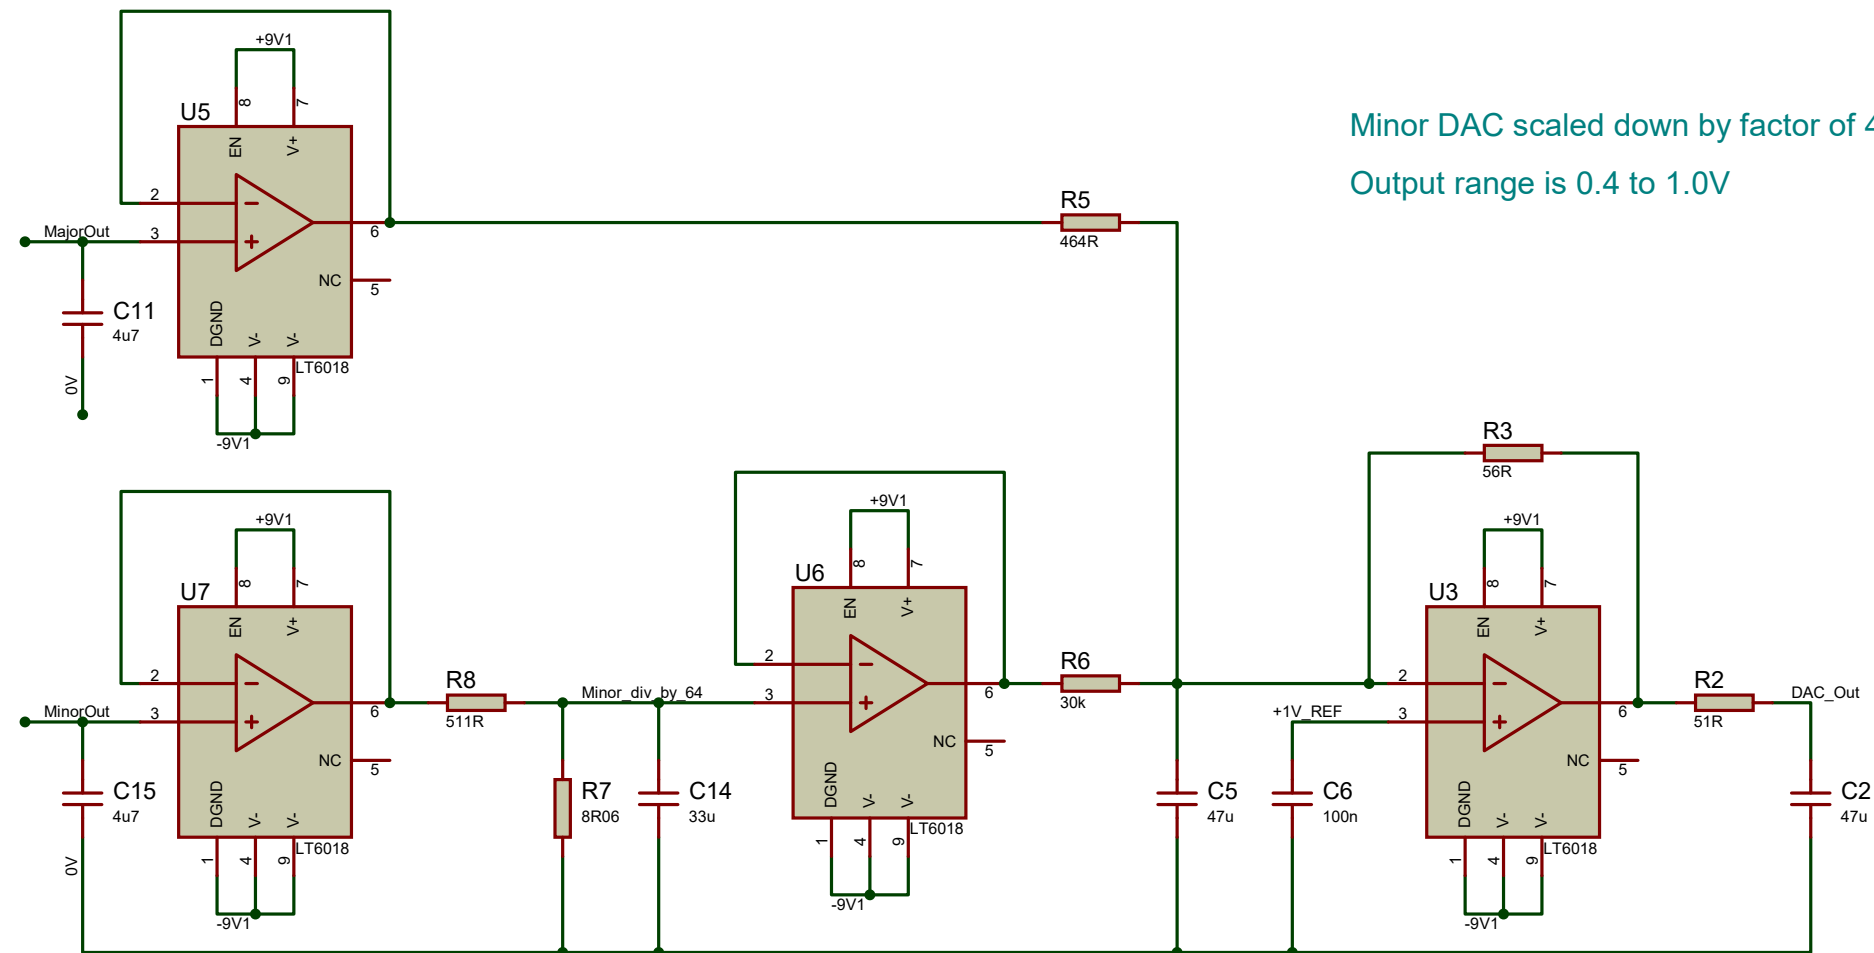 +9V1
U5
8
7
EN
V+
2
3
6
MajorOut
NC
5
C11
4u7
0V
DGND
V-
V-
LT6018
1
4
9
-9V1
R5
464R
Minor DAC scaled down by factor of 4
Output range is 0.4 to 1.0V
+9V1
U7
8
7
EN
V+
2
3
6
MinorOut
NC
5
C15
4u7
0V
DGND
V-
V-
LT6018
1
4
9
-9V1
R8
511R
Minor_div_by_64
R7
8R06
C14
33u
+9V1
U6
8
7
EN
V+
2
3
6
NC
5
DGND
V-
V-
LT6018
1
4
9
-9V1
R6
30k
C5
47u
+1V_REF
C6
100n
R3
56R
+9V1
U3
8
7
EN
V+
2
3
6
NC
5
DGND
V-
V-
LT6018
1
4
9
-9V1
R2
51R
DAC_Out
C2
47u